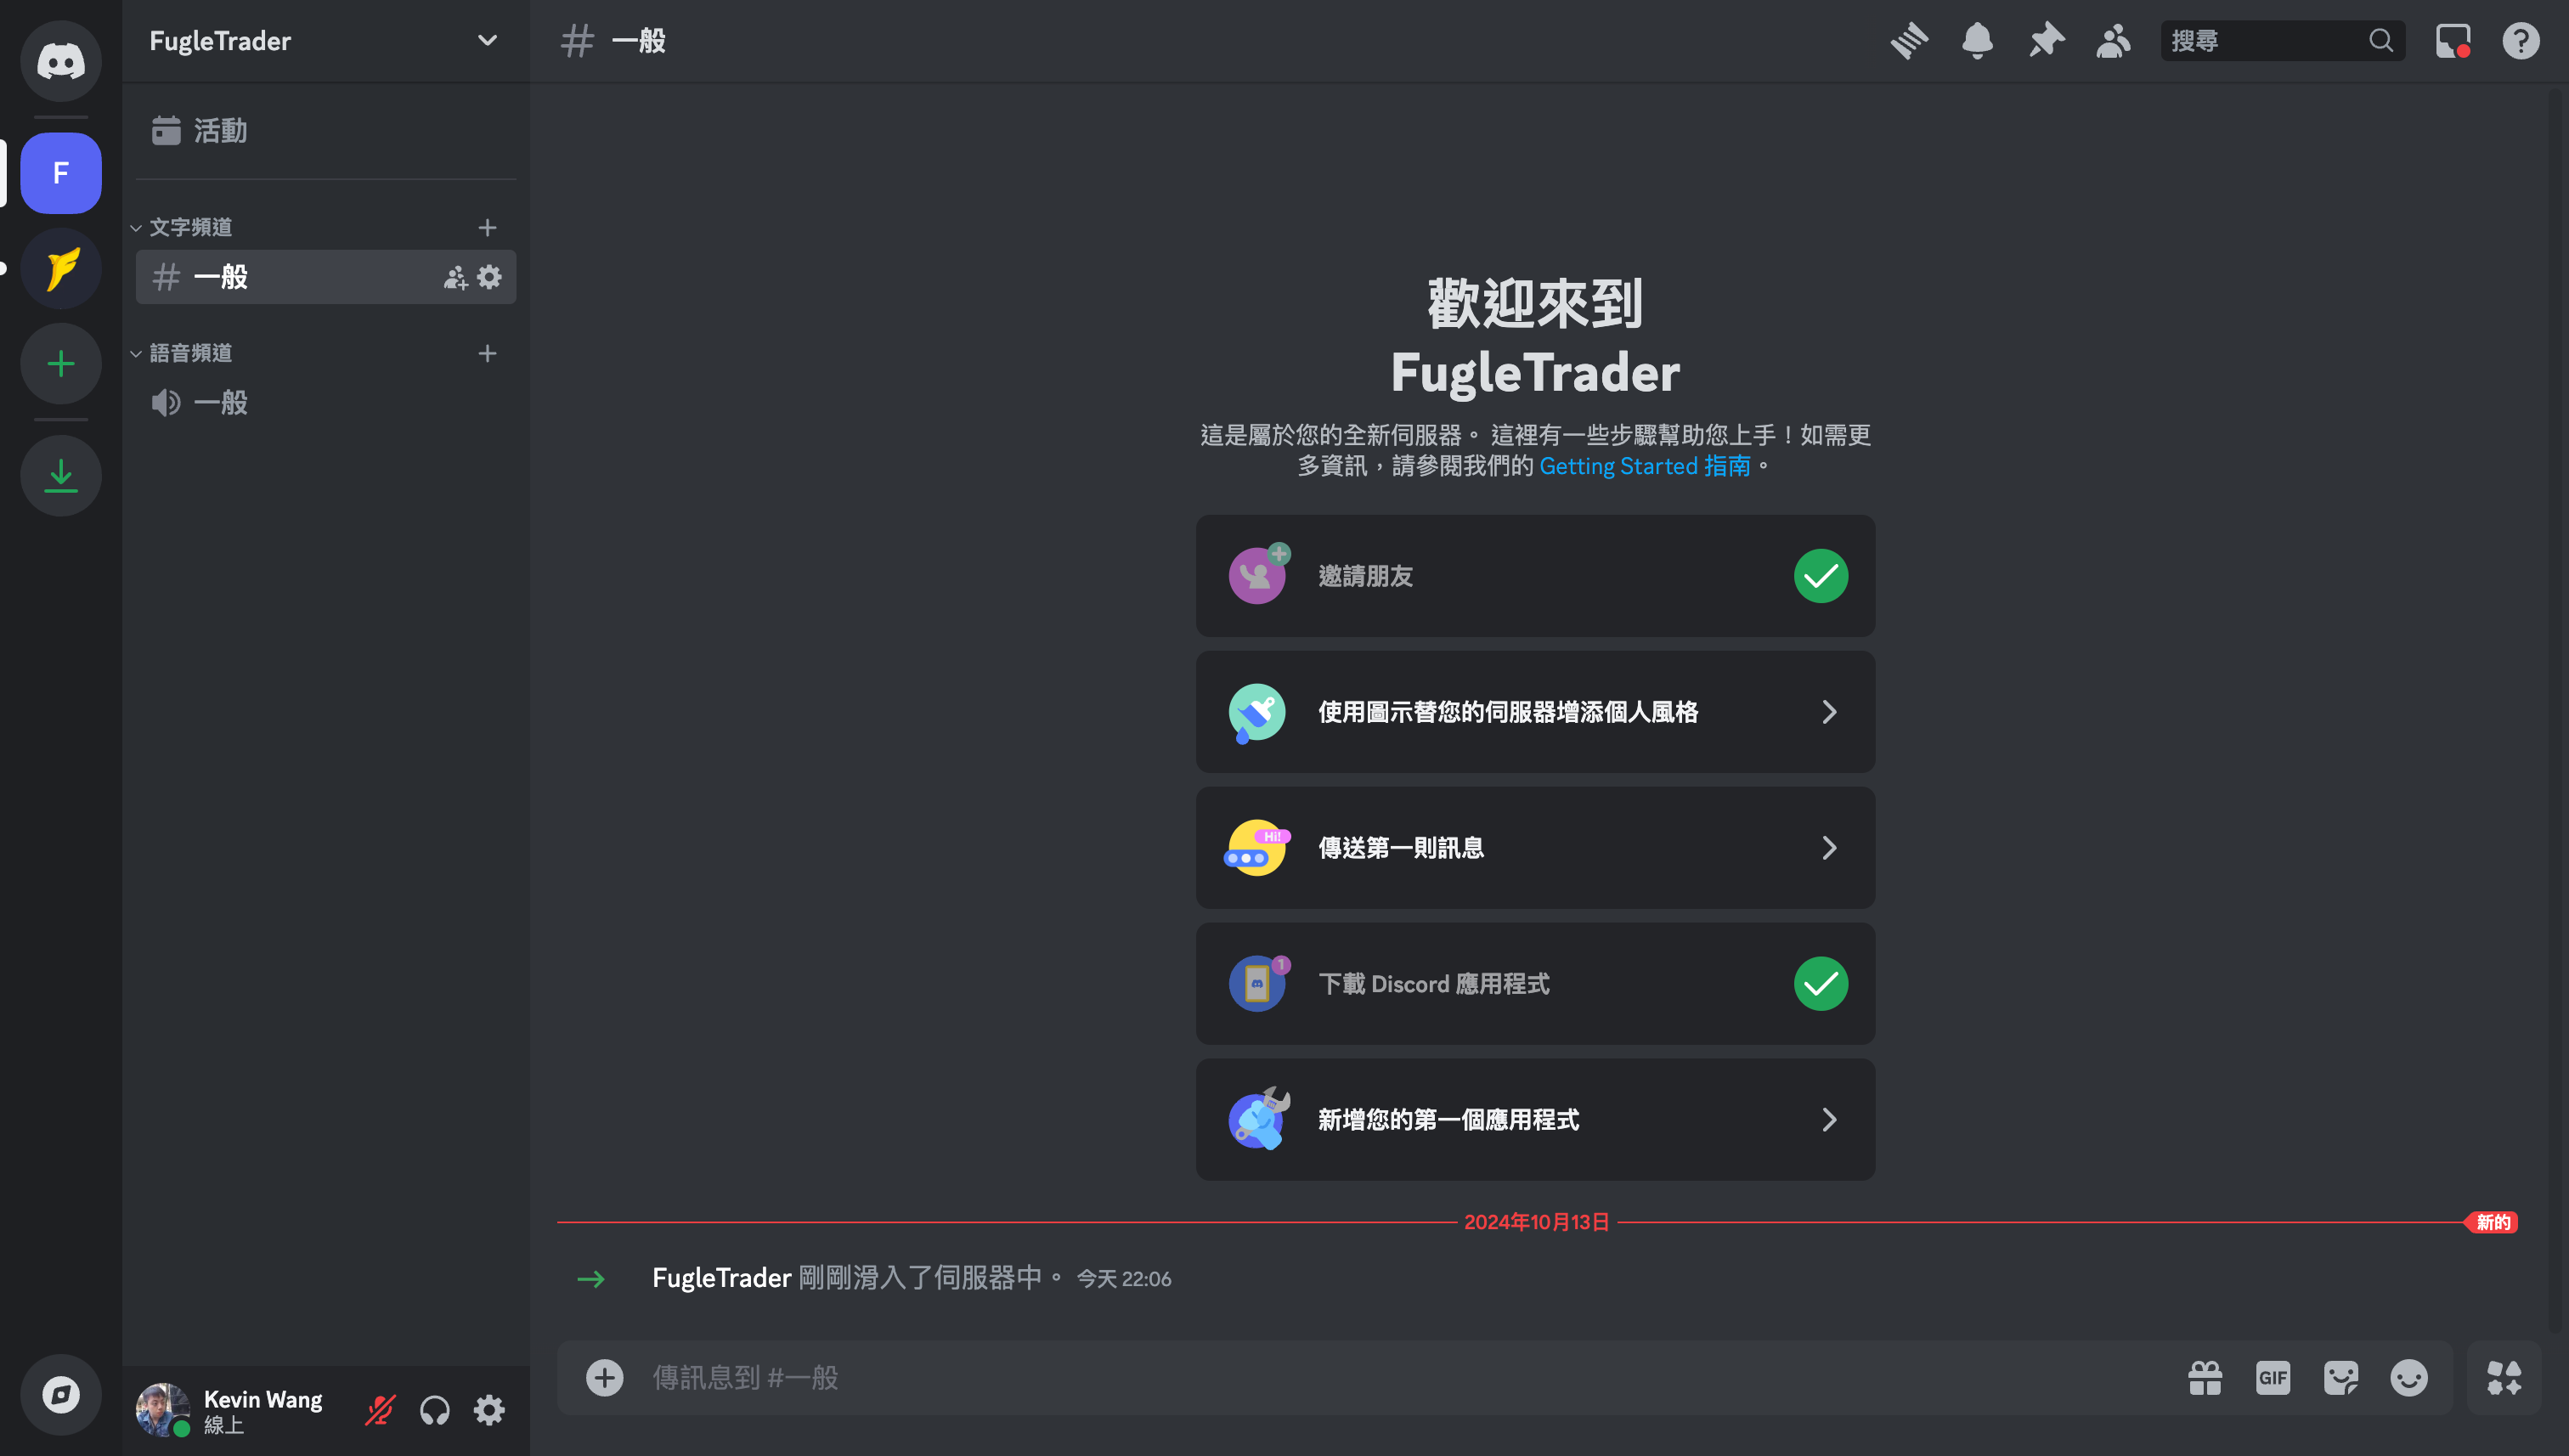 FugleTrader
F
活動
文字頻道
一般
語音頻道
一般
Kevin Wang
線上
一般
搜尋
歡迎來到
FugleTrader
這是屬於您的全新伺服器。 這裡有一些步驟幫助您上手！如需更
多資訊，請參閱我們的 Getting Started 指南。
邀請朋友
使用圖示替您的伺服器增添個人風格
Hi!
傳送第一則訊息
1
下載 Discord 應用程式
新增您的第一個應用程式
2024年10月13日
新的
FugleTrader 剛剛滑入了伺服器中。 今天 22:06
傳訊息到 #一般
GIF